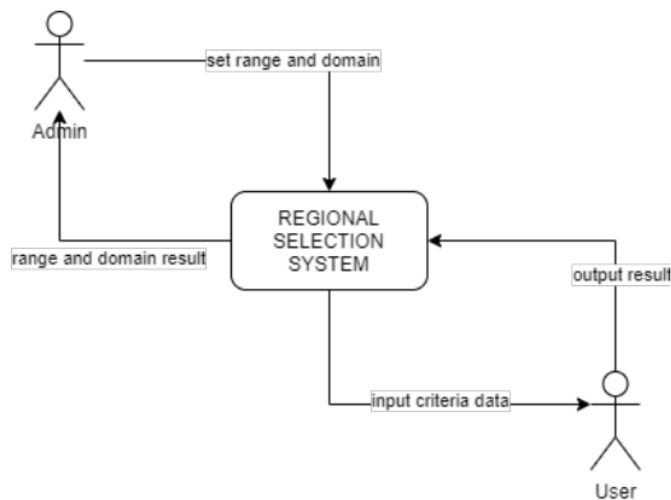 set range and domain
Admin
REGIONAL
SELECTION
SYSTEM
range and domain result
output result
input criteria data
User